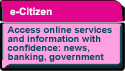 e-Citizen
Access online services
and information with
confidence: news,
banking, government